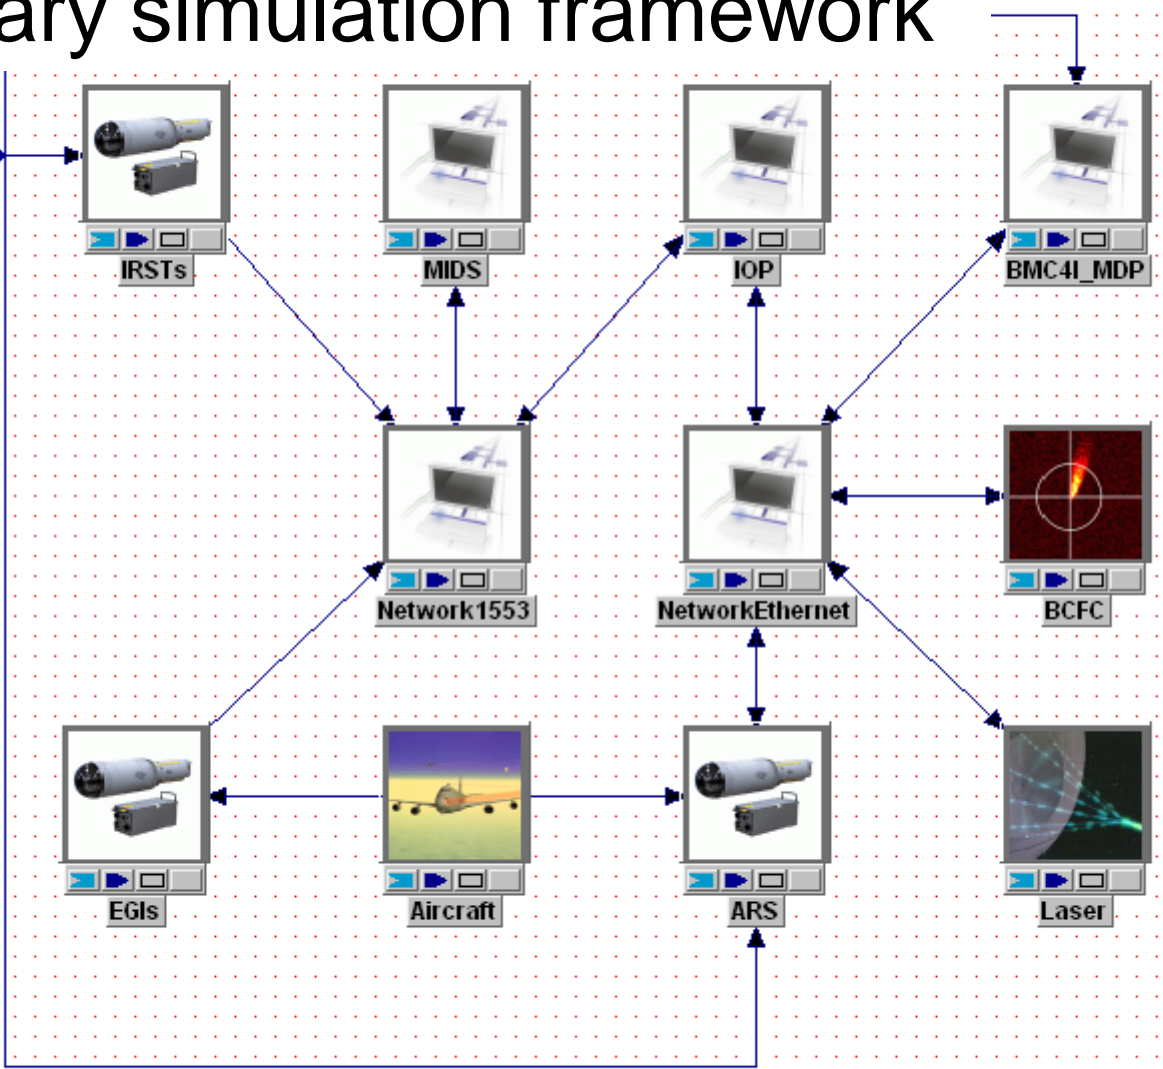 ary simulation framework
IRSTs
MIDS
IOP
BMC4I_MDP
Network1553
NetworkEthernet
BCFC
EGIs
Aircraft
ARS
Laser